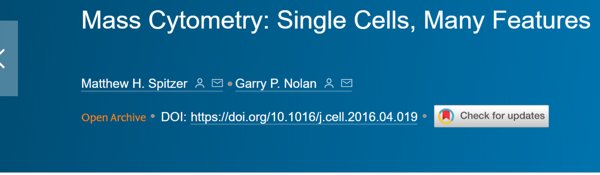 Mass Cytometry: Single Cells, Many Features
Matthew H. Spitzer • Garry P. Nolan
Open Archive • DOI: https://doi.org/10.1016/j.cell.2016.04.019 • Check for updates